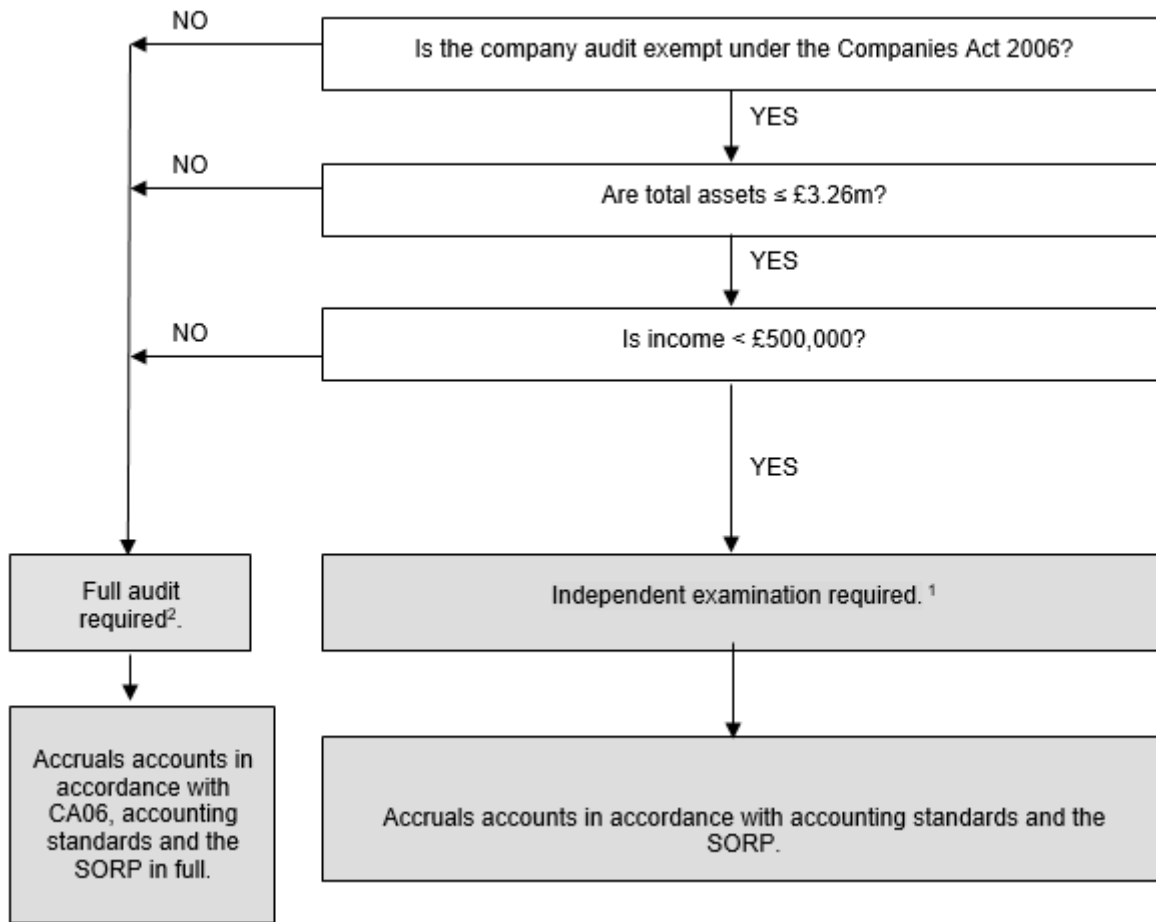 NO
Is the company audit exempt under the Companies Act 2006?
YES
NO
Are total assets ≤ £3.26m?
YES
NO
Is income < £500,000?
YES
Full audit
required².
Independent examination required. ¹
Accruals accounts in
accordance with
CA06, accounting
standards and the
SORP in full.
Accruals accounts in accordance with accounting standards and the
SORP.